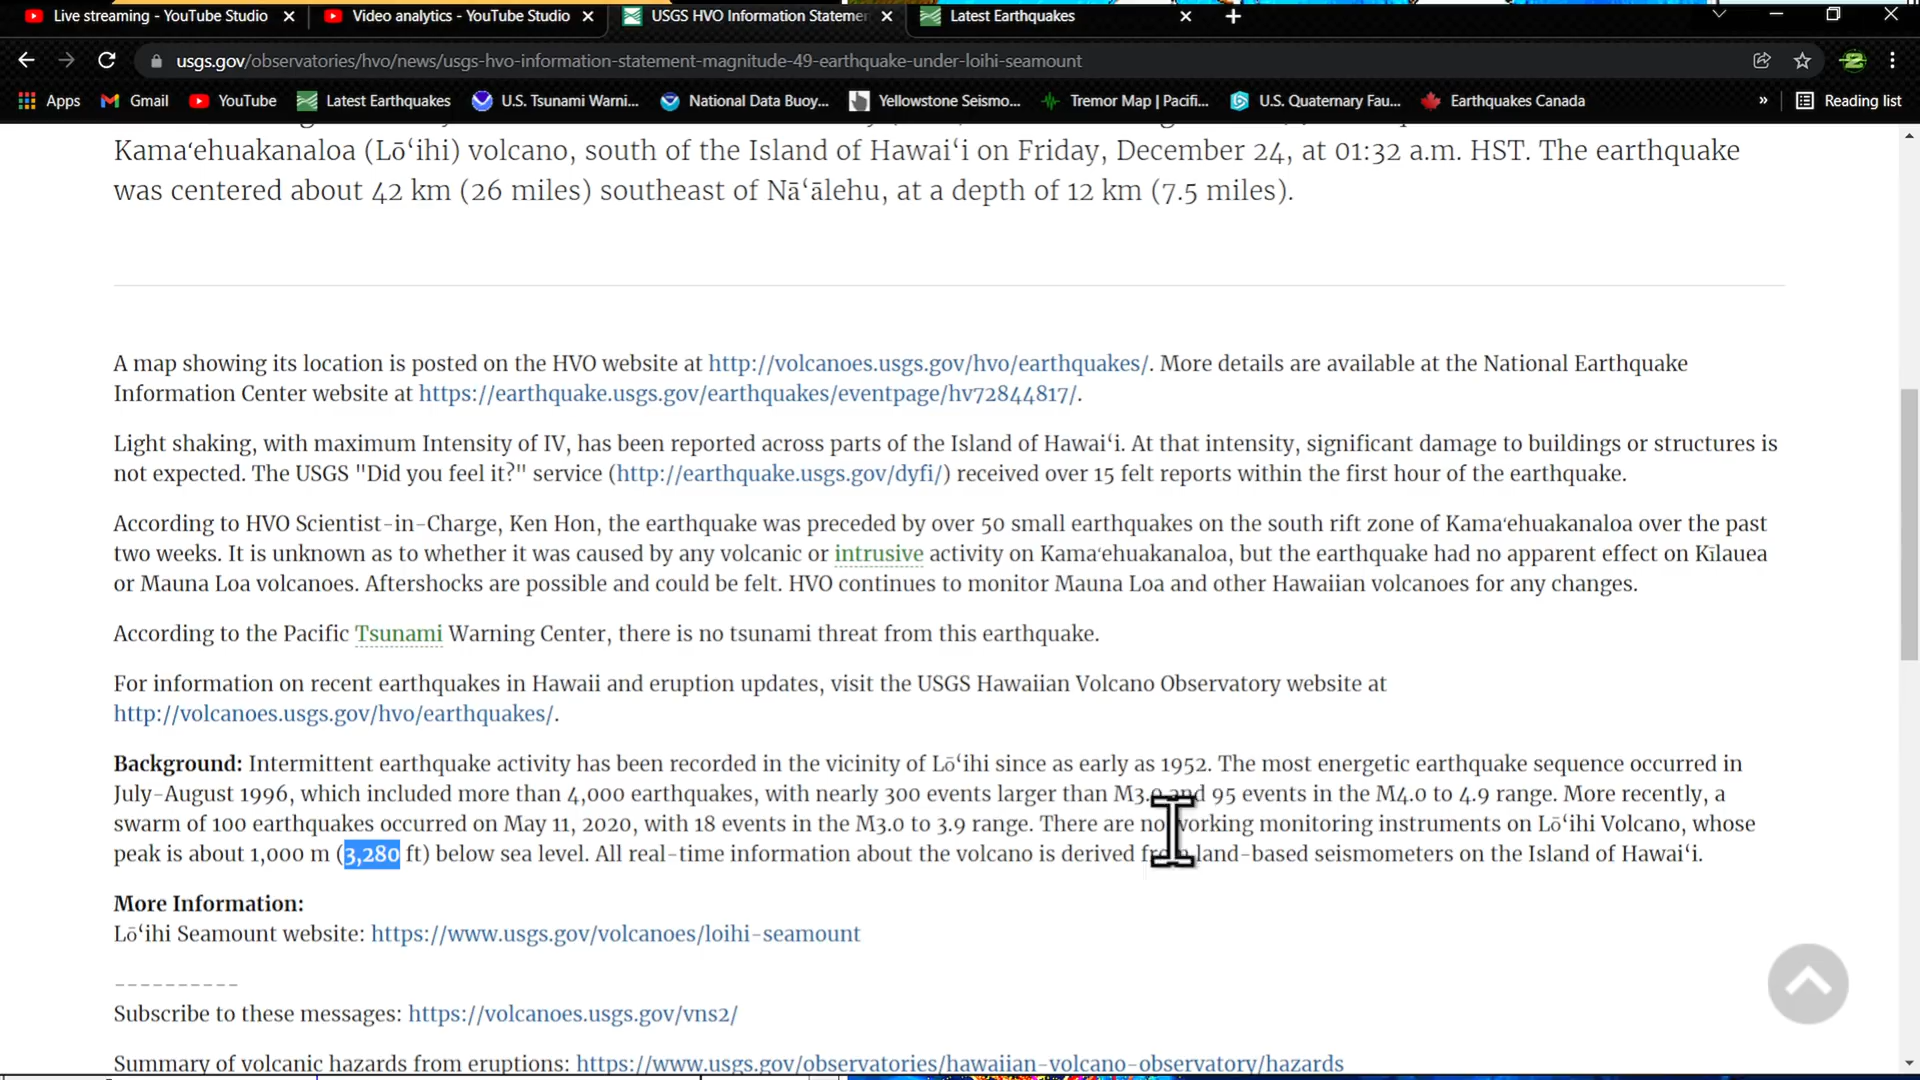 Live streaming - YouTube Studio
Video analytics - YouTube Studio
USGS HVO Information Stateme
Latest Earthquakes
usgs.gov/observatories/hvo/news/usgs-hvo-information-statement-magnitude-49-earthquake-under-loihi-seamount
Apps
Gmail
YouTube
Latest Earthquakes
U.S. Tsunami Warni...
National Data Buoy...
Yellowstone Seismo...
Tremor Map | Pacifi...
U.S. Quaternary Fau...
Earthquakes Canada
»
Reading list
Kamaʻehuakanaloa (Lōʻihi) volcano, south of the Island of Hawaiʻi on Friday, December 24, at 01:32 a.m. HST. The earthquake
was centered about 42 km (26 miles) southeast of Nāʻālehu, at a depth of 12 km (7.5 miles).
A map showing its location is posted on the HVO website at http://volcanoes.usgs.gov/hvo/earthquakes/. More details are available at the National Earthquake
Information Center website at https://earthquake.usgs.gov/earthquakes/eventpage/hv72844817/.
Light shaking, with maximum Intensity of IV, has been reported across parts of the Island of Hawaiʻi. At that intensity, significant damage to buildings or structures is
not expected. The USGS "Did you feel it?" service (http://earthquake.usgs.gov/dyfi/) received over 15 felt reports within the first hour of the earthquake.
According to HVO Scientist-in-Charge, Ken Hon, the earthquake was preceded by over 50 small earthquakes on the south rift zone of Kamaʻehuakanaloa over the past
two weeks. It is unknown as to whether it was caused by any volcanic or intrusive activity on Kamaʻehuakanaloa, but the earthquake had no apparent effect on Kīlauea
or Mauna Loa volcanoes. Aftershocks are possible and could be felt. HVO continues to monitor Mauna Loa and other Hawaiian volcanoes for any changes.
According to the Pacific Tsunami Warning Center, there is no tsunami threat from this earthquake.
For information on recent earthquakes in Hawaii and eruption updates, visit the USGS Hawaiian Volcano Observatory website at
http://volcanoes.usgs.gov/hvo/earthquakes/.
Background: Intermittent earthquake activity has been recorded in the vicinity of Lōʻihi since as early as 1952. The most energetic earthquake sequence occurred in
July-August 1996, which included more than 4,000 earthquakes, with nearly 300 events larger than M3.0 and 95 events in the M4.0 to 4.9 range. More recently, a
swarm of 100 earthquakes occurred on May 11, 2020, with 18 events in the M3.0 to 3.9 range. There are no working monitoring instruments on Lōʻihi Volcano, whose
peak is about 1,000 m (3,280 ft) below sea level. All real-time information about the volcano is derived from land-based seismometers on the Island of Hawaiʻi.
More Information:
Lōʻihi Seamount website: https://www.usgs.gov/volcanoes/loihi-seamount
----------
Subscribe to these messages: https://volcanoes.usgs.gov/vns2/
Summary of volcanic hazards from eruptions: https://www.usgs.gov/observatories/hawaiian-volcano-observatory/hazards